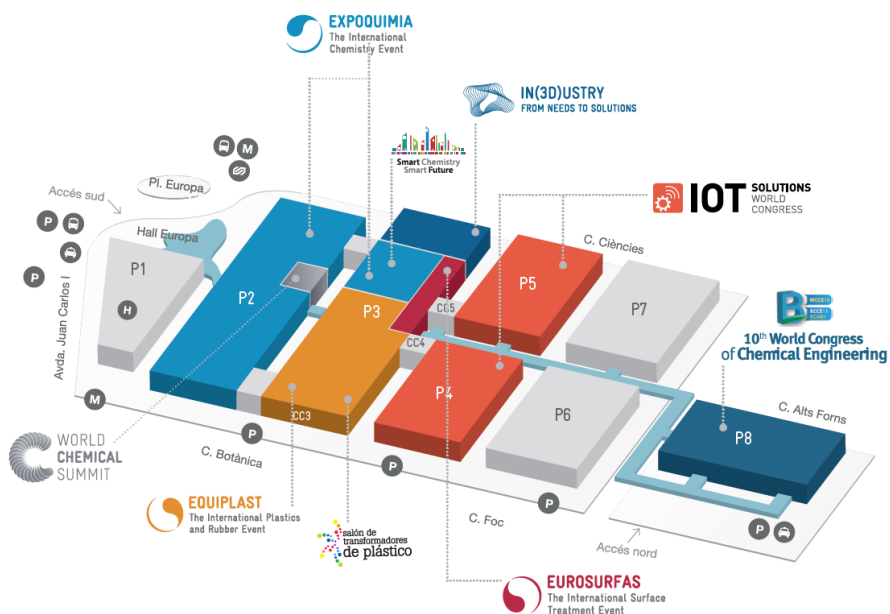 EXPOQUIMIA
The International
Chemistry Event
IN(3D)USTRY
FROM NEEDS TO SOLUTIONS
Smart Chemistry
Smart Future
IOT
SOLUTIONS
WORLD
CONGRESS
M
Pl. Europa
Accés sud
P
Hall Europa
P
C. Ciències
P1
H
P2
P3
P5
P7
CC5
CC4
Avda. Juan Carlos I
B
WCCE10
ECCE11
ECAB4
10th World Congress
of Chemical Engineering
M
CC3
P4
P6
C. Alts Forns
P8
P
C. Botànica
P
P
C. Foc
P
Accés nord
WORLD
CHEMICAL
SUMMIT
EQUIPLAST
The International Plastics
and Rubber Event
salón de
transformadores
de plástico
EUROSURFAS
The International Surface
Treatment Event